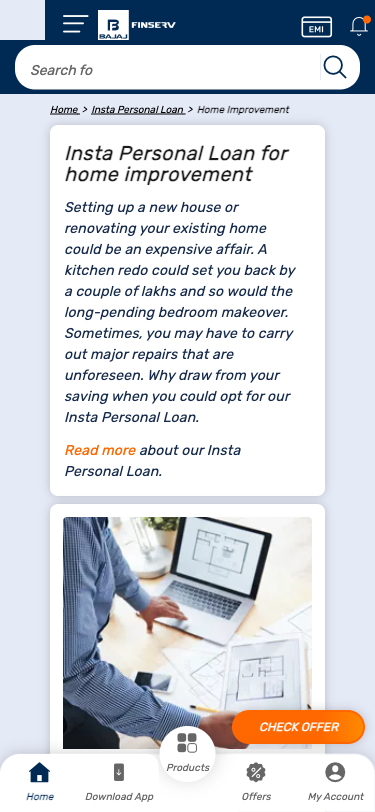 BAJAJ
FINSERV
EMI
Search fo
Home > Insta Personal Loan > Home Improvement
Insta Personal Loan for
home improvement
Setting up a new house or
renovating your existing home
could be an expensive affair. A
kitchen redo could set you back by
a couple of lakhs and so would the
long-pending bedroom makeover.
Sometimes, you may have to carry
out major repairs that are
unforeseen. Why draw from your
saving when you could opt for our
Insta Personal Loan.
Read more about our Insta
Personal Loan.
CHECK OFFER
Home
Download App
Products
Offers
My Account